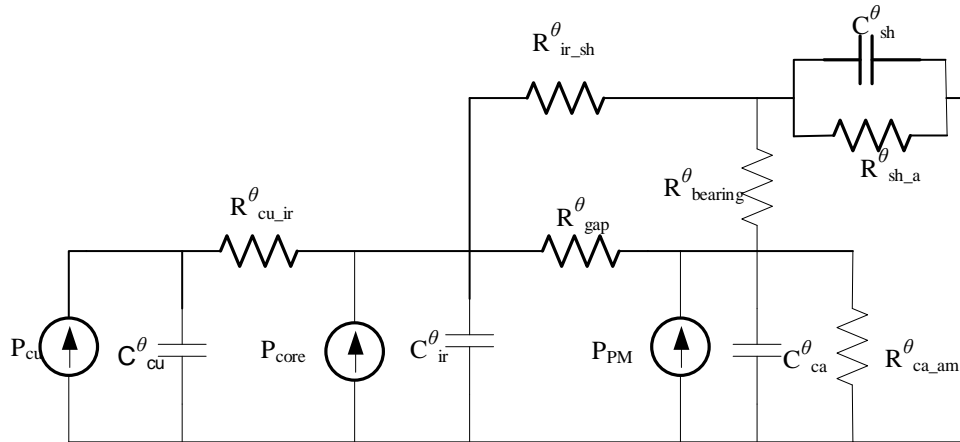 C^θ_sh
R^θ_ir_sh
R^θ_sh_a
R^θ_bearing
R^θ_cu_ir
R^θ_gap
P_cu
C^θ_cu
P_core
C^θ_ir
P_PM
C^θ_ca
R^θ_ca_am